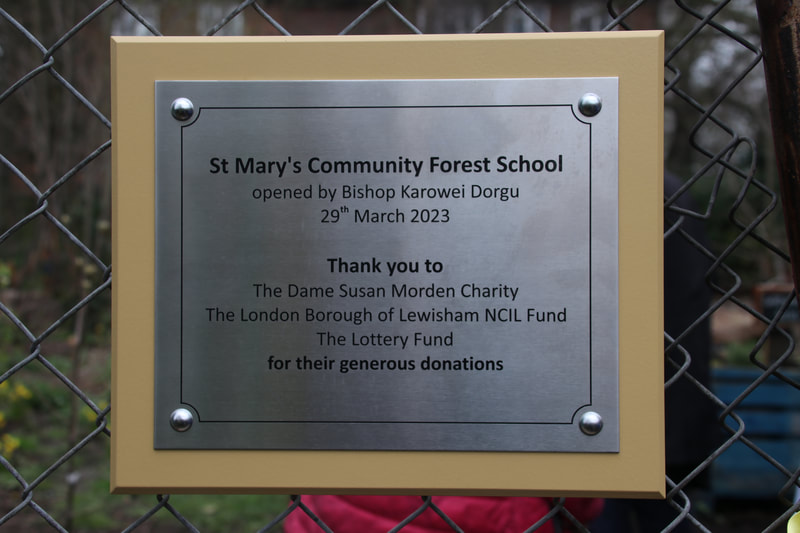 St Mary's Community Forest School
opened by Bishop Karowei Dorgu
29th March 2023
Thank you to
The Dame Susan Morden Charity
The London Borough of Lewisham NCIL Fund
The Lottery Fund
for their generous donations